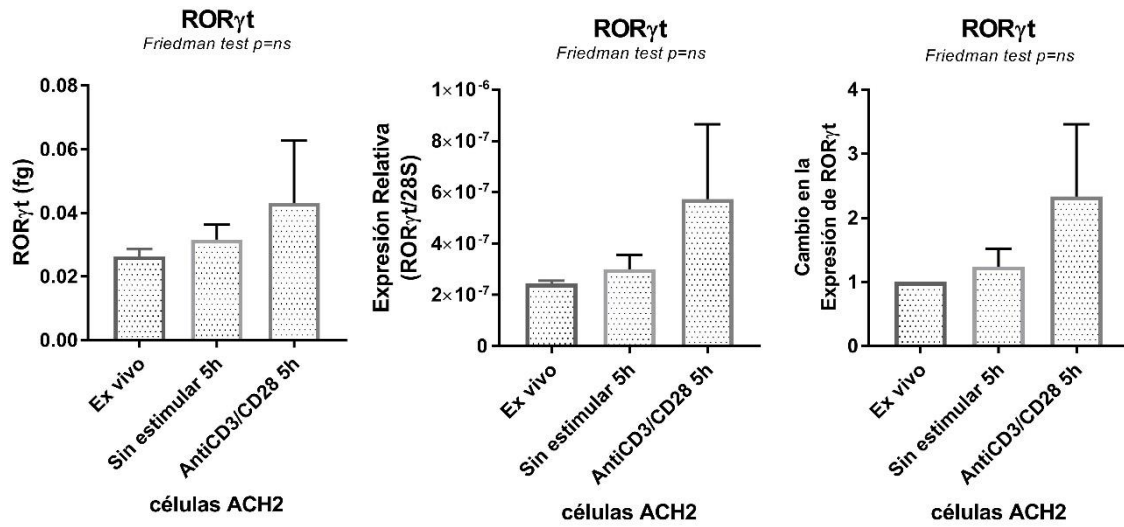 RORγt
Friedman test p=ns
RORγt (fg)
0.08
0.06
0.04
0.02
0.00
Ex vivo
Sin estimular 5h
AntiCD3/CD28 5h
células ACH2
RORγt
Friedman test p=ns
Expresión Relativa
(RORγt/28S)
1×10⁻⁶
8×10⁻⁷
6×10⁻⁷
4×10⁻⁷
2×10⁻⁷
0
Ex vivo
Sin estimular 5h
AntiCD3/CD28 5h
células ACH2
RORγt
Friedman test p=ns
Cambio en la
Expresión de RORγt
4
3
2
1
0
Ex vivo
Sin estimular 5h
AntiCD3/CD28 5h
células ACH2